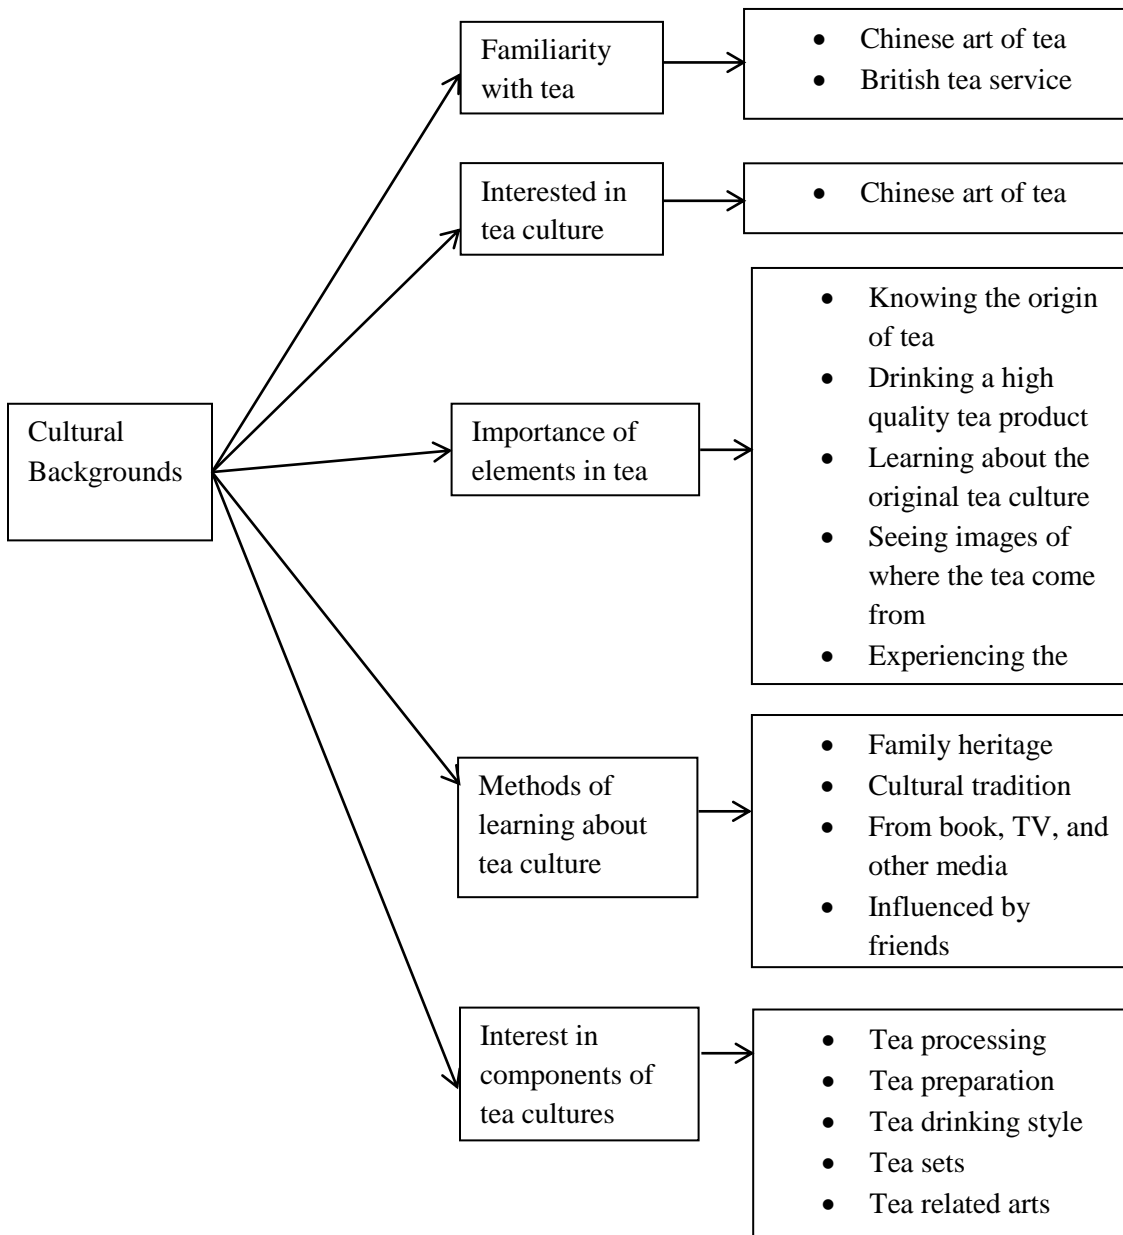 Cultural
Backgrounds
Familiarity
with tea
• Chinese art of tea
• British tea service
Interested in
tea culture
• Chinese art of tea
Importance of
elements in tea
• Knowing the origin
of tea
• Drinking a high
quality tea product
• Learning about the
original tea culture
• Seeing images of
where the tea come
from
• Experiencing the
Methods of
learning about
tea culture
• Family heritage
• Cultural tradition
• From book, TV, and
other media
• Influenced by
friends
Interest in
components of
tea cultures
• Tea processing
• Tea preparation
• Tea drinking style
• Tea sets
• Tea related arts